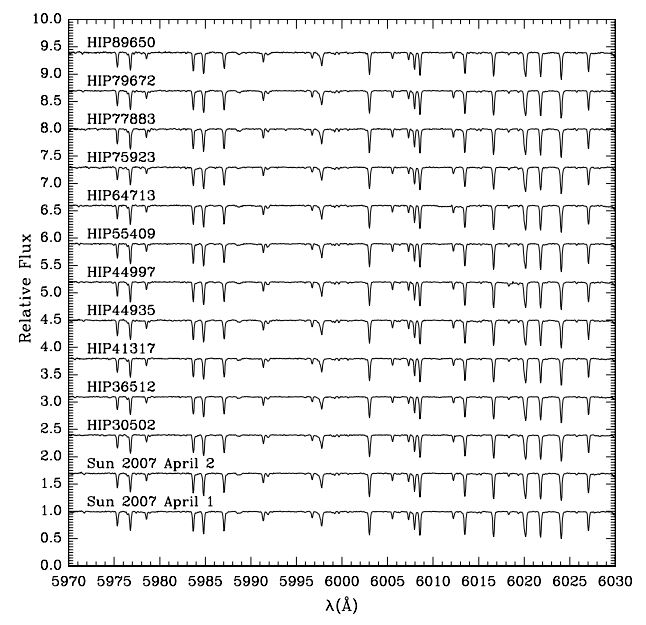 10.0
HIP89650
9.5
9.0
HIP79672
8.5
HIP77883
8.0
7.5
HIP75923
7.0
HIP64713
6.5
HIP55409
6.0
5.5
HIP44997
5.0
HIP44935
4.5
4.0
HIP41317
3.5
HIP36512
3.0
HIP30502
2.5
2.0
Sun 2007 April 2
1.5
Sun 2007 April 1
1.0
0.5
0.0
Relative Flux
5970 5975 5980 5985 5990 5995 6000 6005 6010 6015 6020 6025 6030
λ(Å)